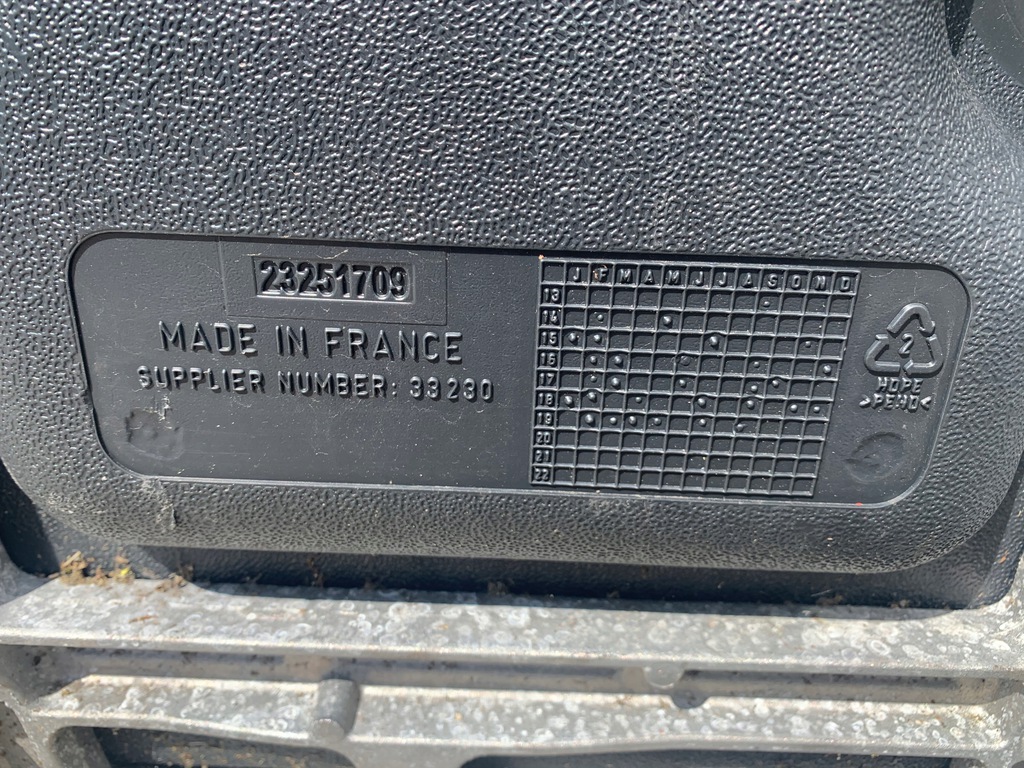 23251709
MADE IN FRANCE
SUPPLIER NUMBER: 33230
J F M A M J J A S O N D
13
14
15
16
17
18
19
20
21
22
2
HDPE
>PEHD<